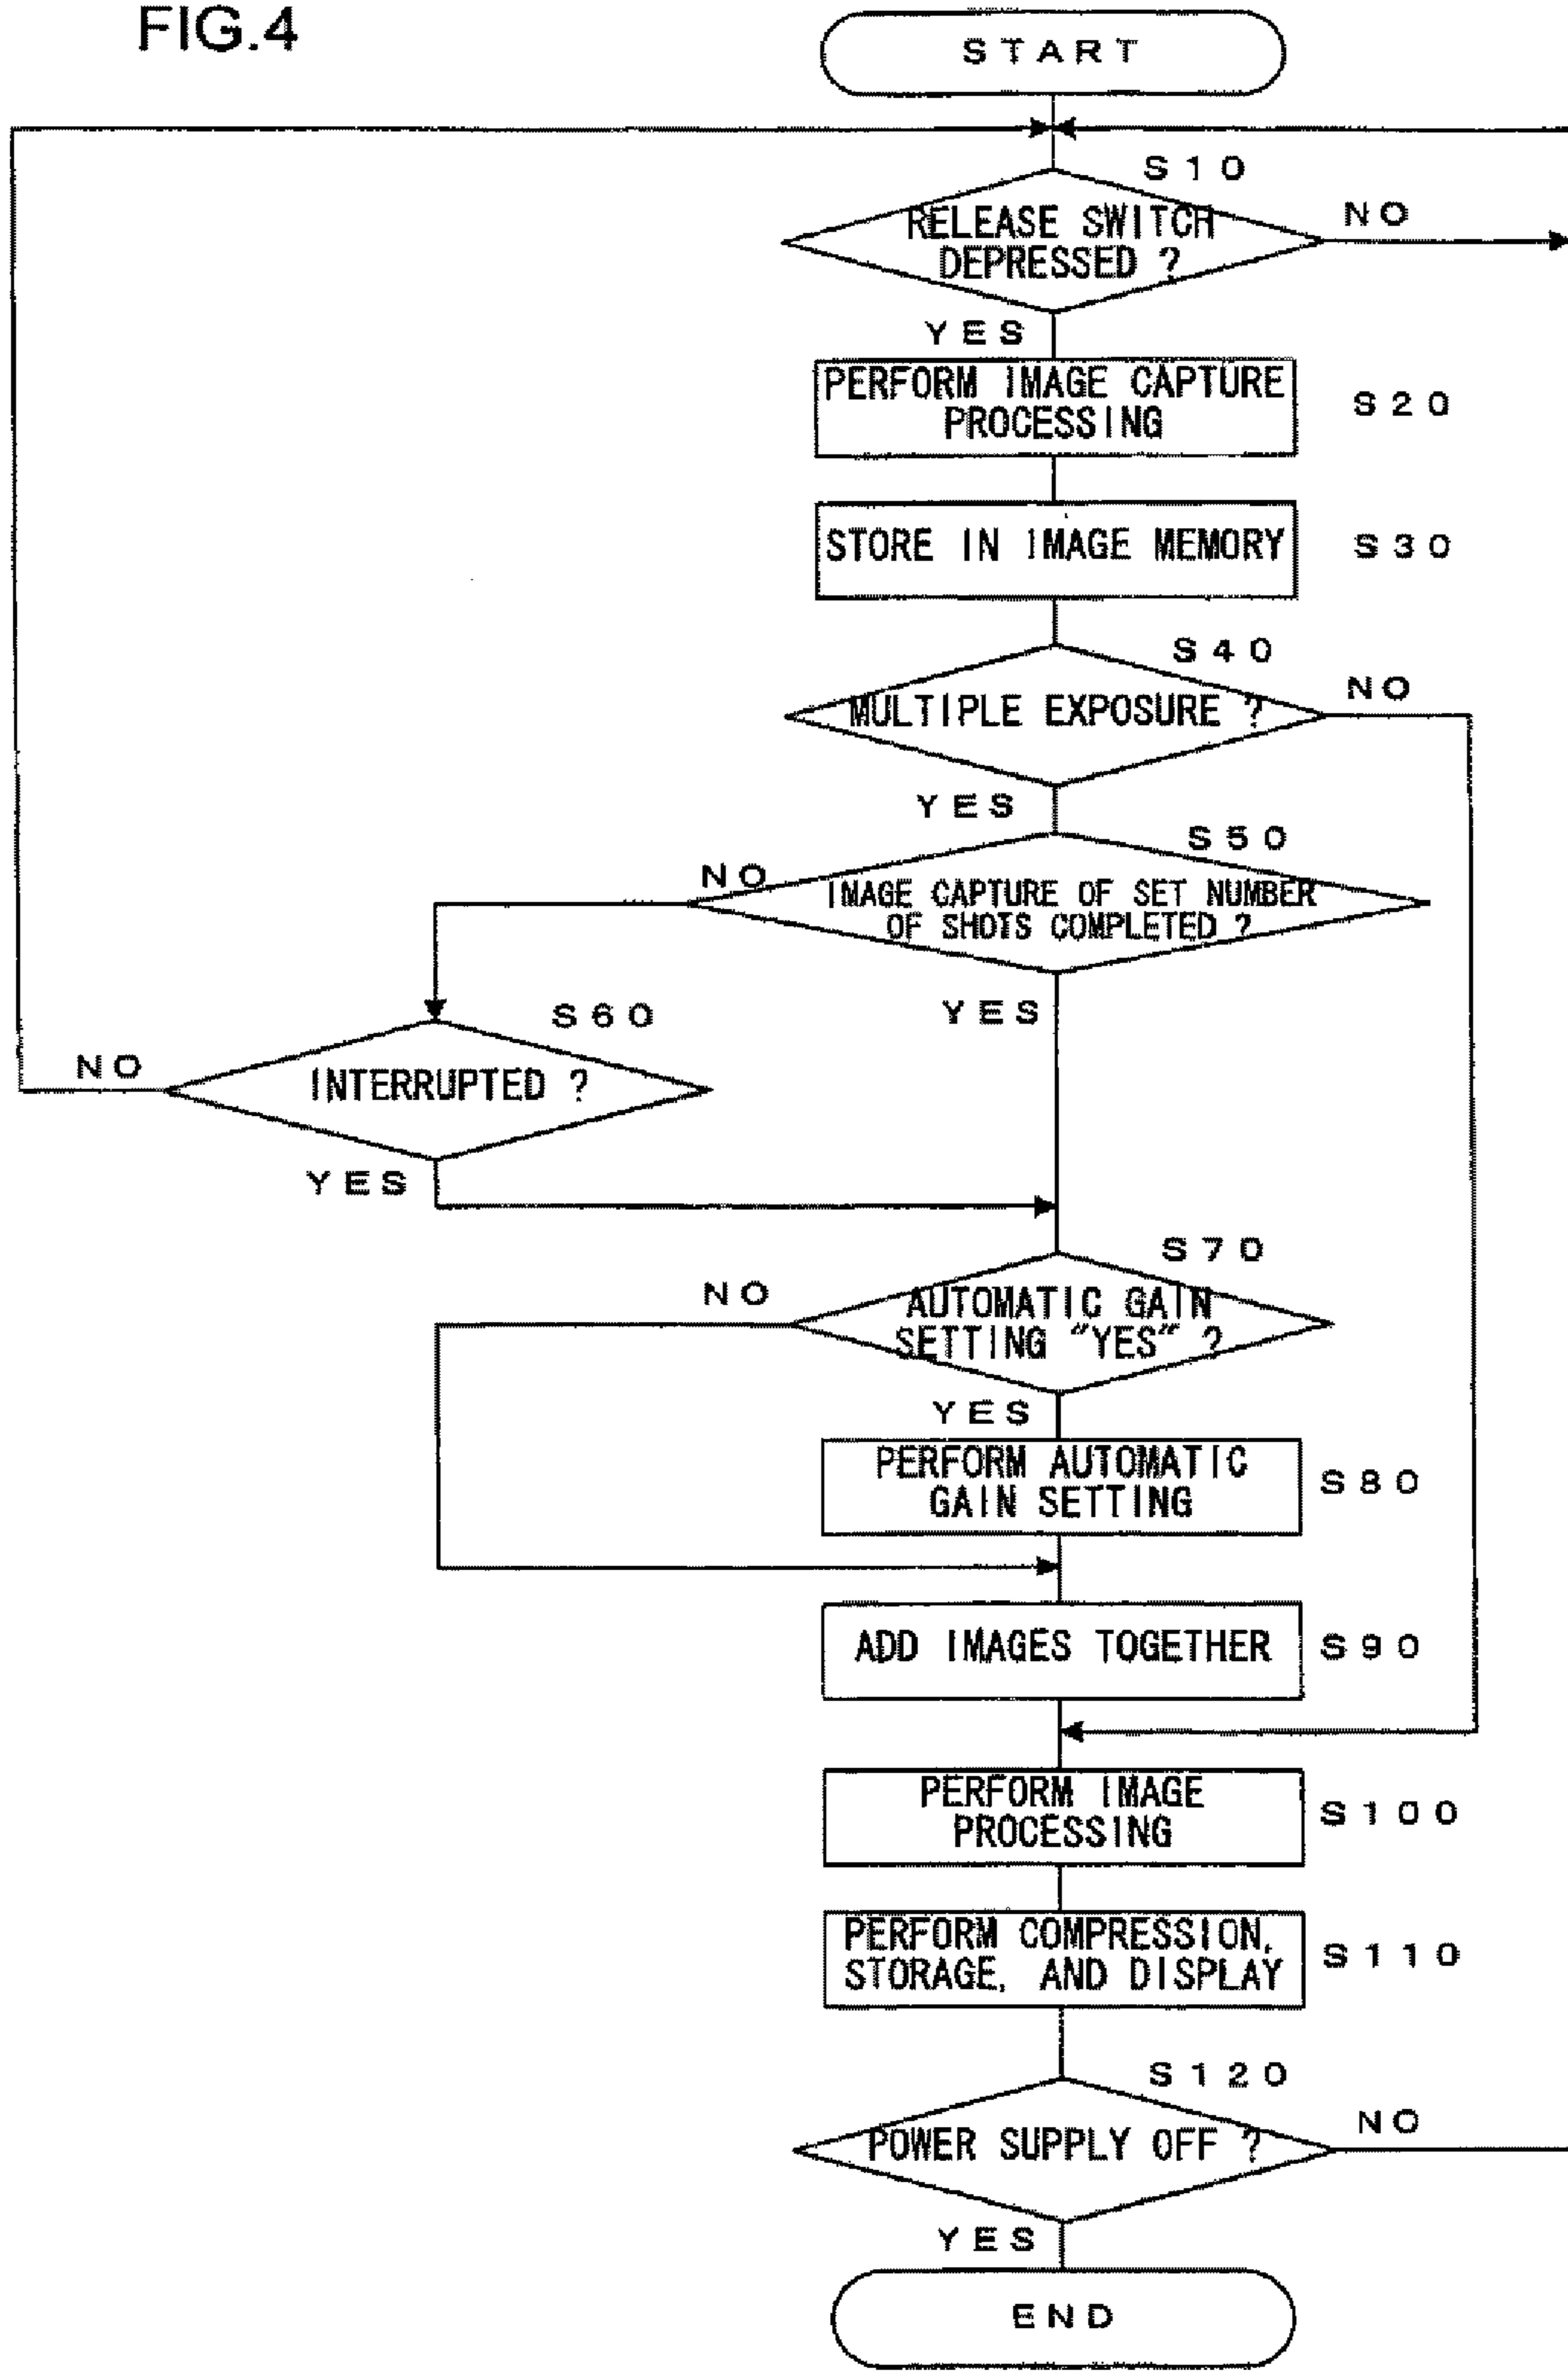 FIG.4
START
S10
RELEASE SWITCH
DEPRESSED ?
NO
YES
PERFORM IMAGE CAPTURE
PROCESSING
S20
STORE IN IMAGE MEMORY
S30
S40
MULTIPLE EXPOSURE ?
NO
YES
S50
NO
IMAGE CAPTURE OF SET NUMBER
OF SHOTS COMPLETED ?
YES
S60
NO
INTERRUPTED ?
YES
S70
NO
AUTOMATIC GAIN
SETTING "YES" ?
YES
PERFORM AUTOMATIC
GAIN SETTING
S80
ADD IMAGES TOGETHER
S90
PERFORM IMAGE
PROCESSING
S100
PERFORM COMPRESSION,
STORAGE, AND DISPLAY
S110
S120
POWER SUPPLY OFF ?
NO
YES
END